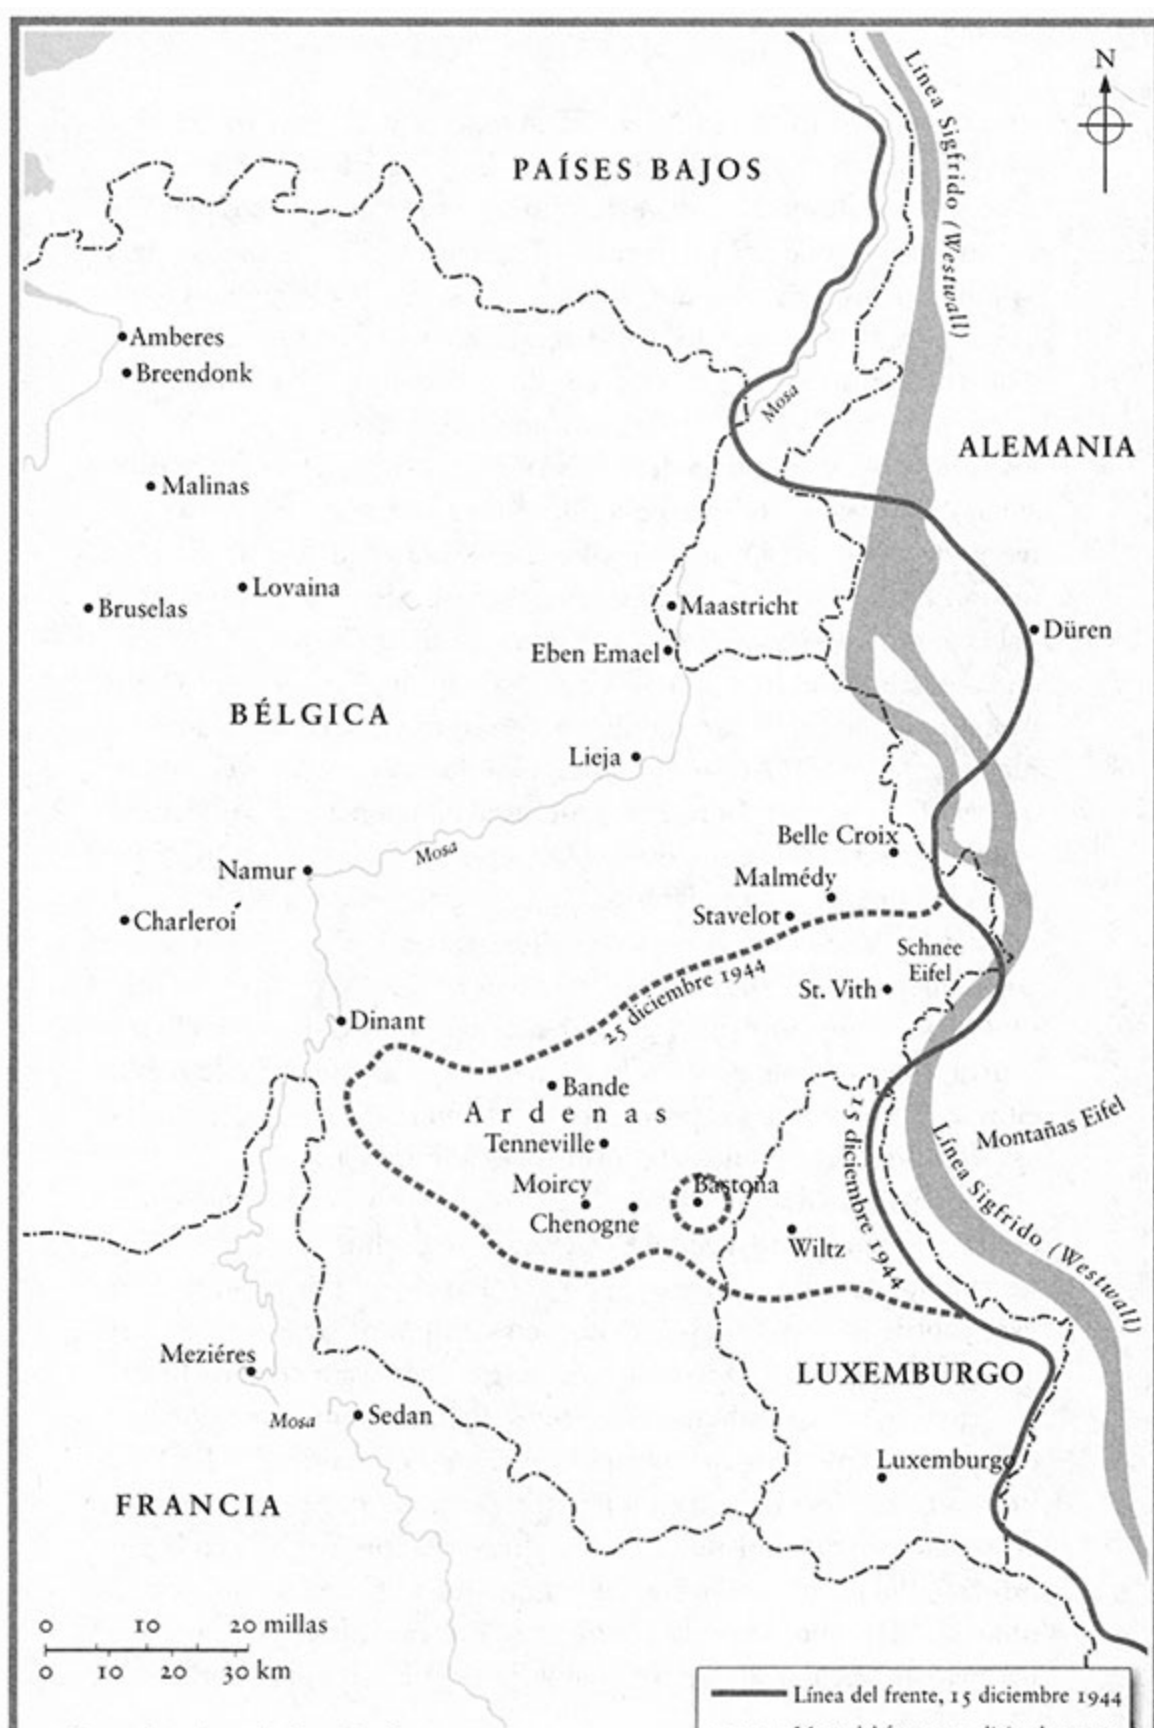 N
Línea Sigfrido (Westwall)
PAÍSES BAJOS
Amberes
Breendonk
Mosa
ALEMANIA
Malinas
Lovaina
Bruselas
Maastricht
Düren
Eben Emael
BÉLGICA
Lieja
Belle Croix
Mosa
Namur
Malmédy
Charleroi
Stavelot
Schnee
Eifel
25 diciembre 1944
St. Vith
Dinant
Bande
Ardenas
15 diciembre 1944
Montañas Eifel
Tenneville
Línea Sigfrido (Westwall)
Moircy
Bastona
Chenogne
Wiltz
Meziéres
LUXEMBURGO
Mosa
Sedan
Luxemburgo
FRANCIA
0 10 20 millas
0 10 20 30 km
Línea del frente, 15 diciembre 1944